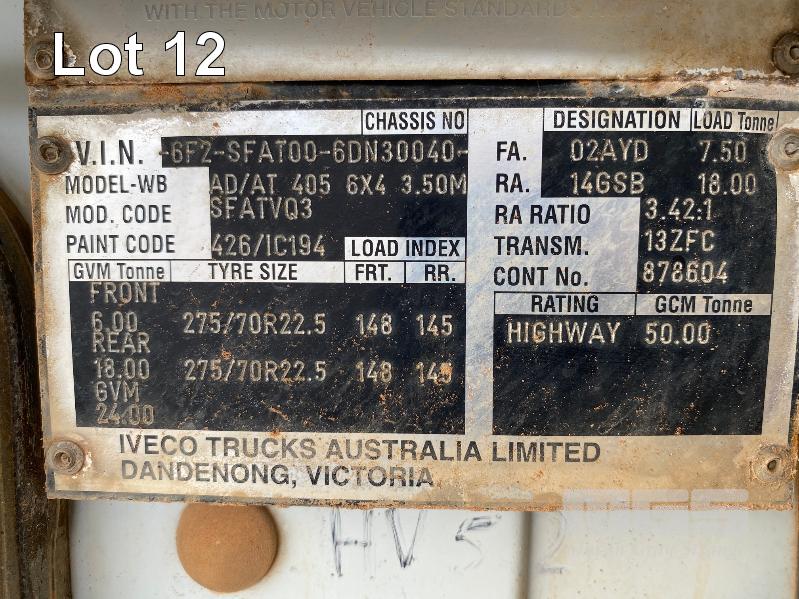 WITH THE MOTOR VEHICLE STANDARDS
Lot 12
CHASSIS NO
V.I.N. -6F2-SFAT00-6DN30040-
MODEL-WB AD/AT 405 6X4 3.50M
MOD. CODE SFATVQ3
PAINT CODE 426/IC194
LOAD INDEX
GVM Tonne TYRE SIZE FRT. RR.
FRONT
6.00 275/70R22.5 148 145
REAR
18.00 275/70R22.5 148 145
GVM
24.00
DESIGNATION LOAD Tonne
FA. 02AYD 7.50
RA. 14GSB 18.00
RA RATIO 3.42:1
TRANSM. 13ZFC
CONT No. 878604
RATING GCM Tonne
HIGHWAY 50.00
IVECO TRUCKS AUSTRALIA LIMITED
DANDENONG, VICTORIA
HV